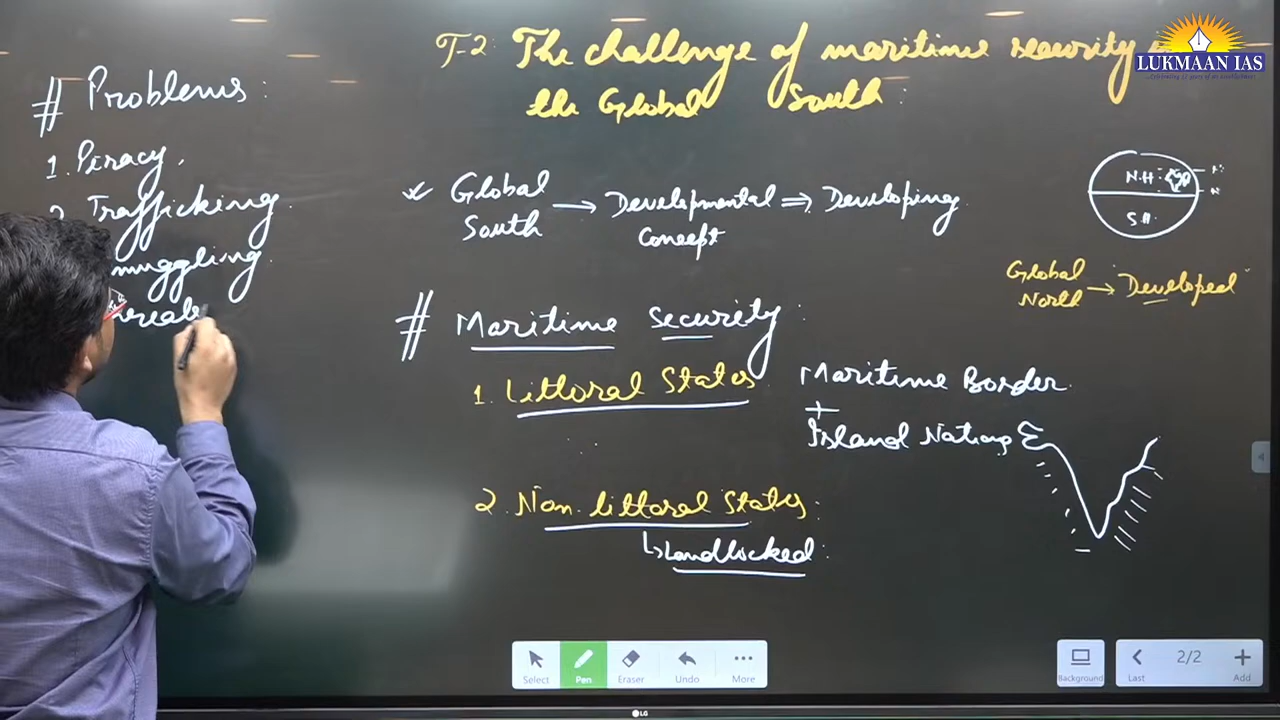 T-2: The challenge of maritime security
the Global South:
LUKMAAN IAS
# Problems:
1. Piracy,
Trafficking.
muggling.
* Global South → Developmental Concept ⇒ Developing
N.H
S.H.
Global North → Developed
# Maritime Security:
1. Littoral States
Maritime Border
+
Island Nations
2. Non-littoral States:
↳ Landlocked:
Select
Pen
Eraser
Undo
More
Background
Last
2/2
Add
LG